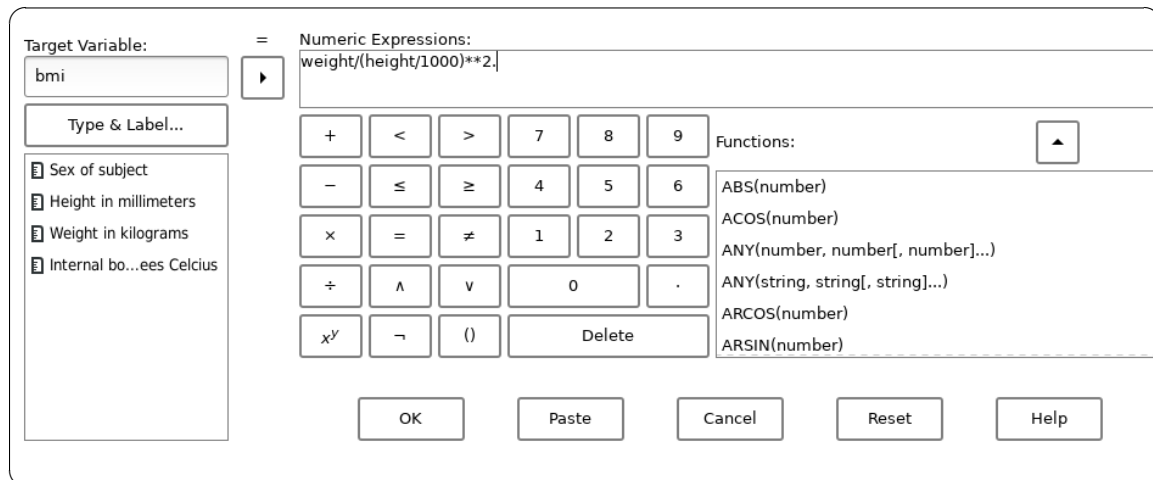 Target Variable:
=
Numeric Expressions:
bmi
weight/(height/1000)**2.
Type & Label...
Sex of subject
Height in millimeters
Weight in kilograms
Internal bo...ees Celcius
+ < > 7 8 9
− ≤ ≥ 4 5 6
× = ≠ 1 2 3
÷ ∧ ∨ 0 .
xʸ ¬ () Delete
Functions:
ABS(number)
ACOS(number)
ANY(number, number[, number]...)
ANY(string, string[, string]...)
ARCOS(number)
ARSIN(number)
OK Paste Cancel Reset Help